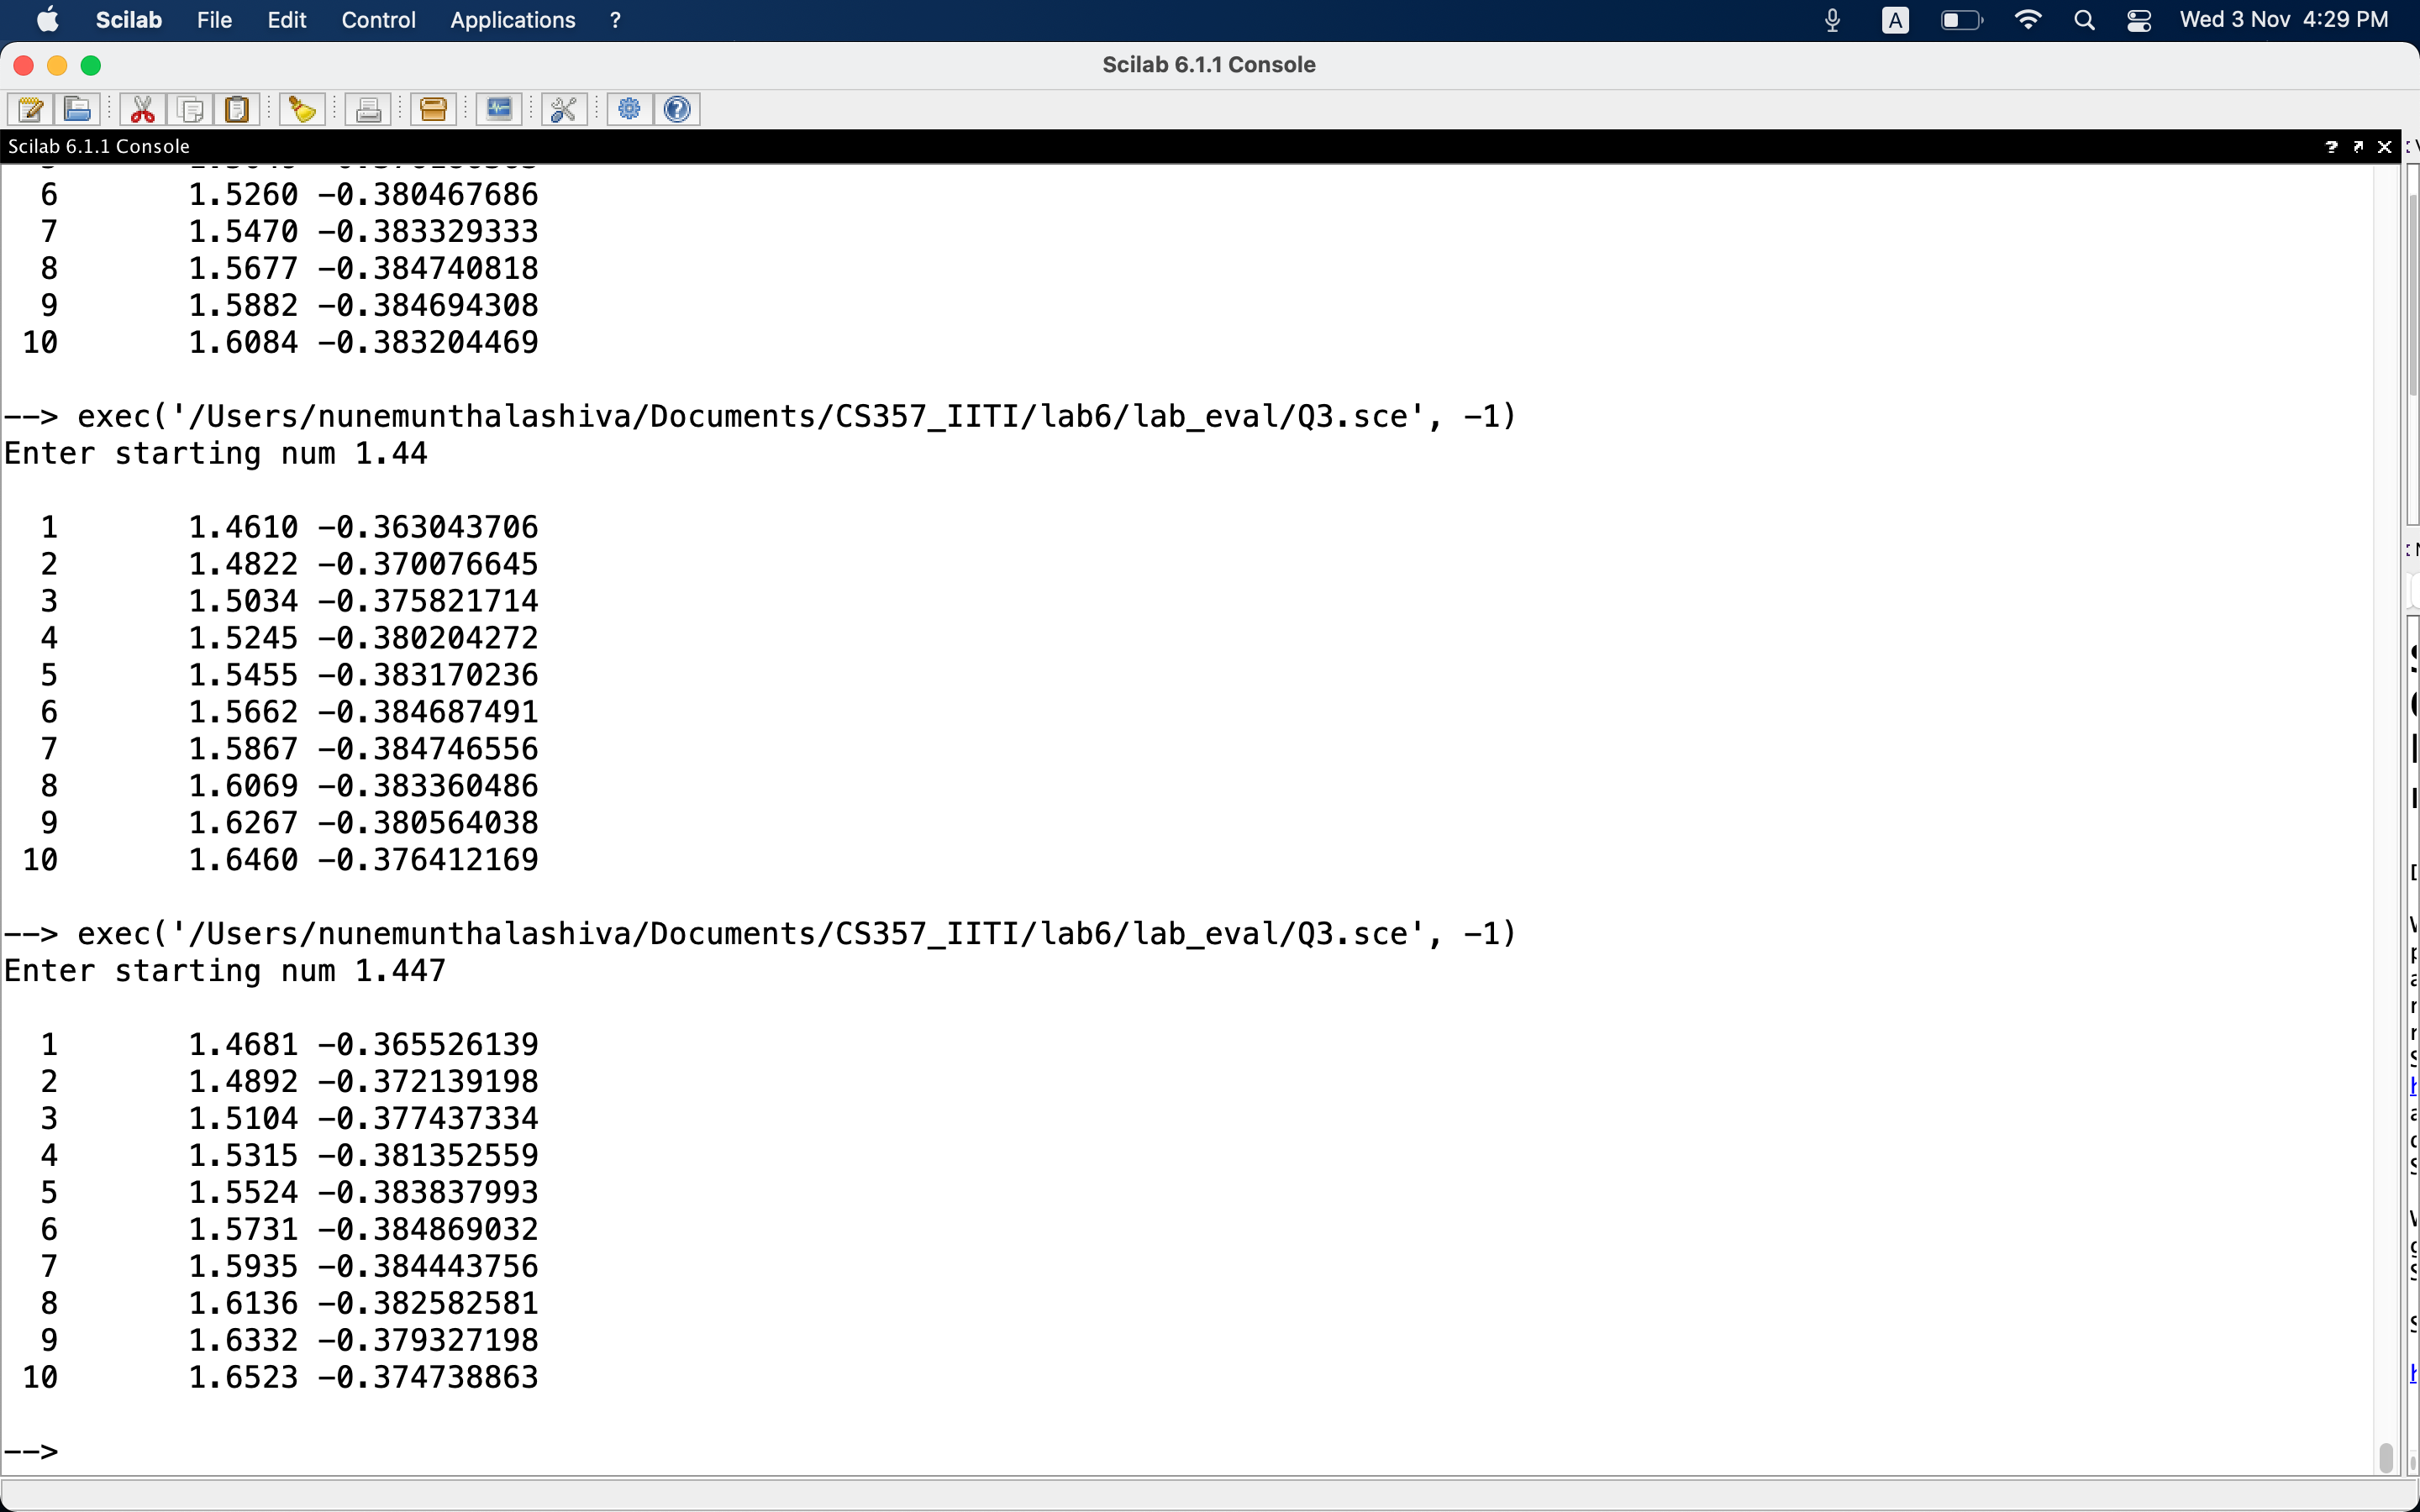 Scilab File Edit Control Applications ? A Wed 3 Nov 4:29 PM
Scilab 6.1.1 Console
Scilab 6.1.1 Console
6 1.5260 -0.380467686
7 1.5470 -0.383329333
8 1.5677 -0.384740818
9 1.5882 -0.384694308
10 1.6084 -0.383204469
--> exec('/Users/nunemunthalashiva/Documents/CS357_IITI/lab6/lab_eval/Q3.sce', -1)
Enter starting num 1.44
1 1.4610 -0.363043706
2 1.4822 -0.370076645
3 1.5034 -0.375821714
4 1.5245 -0.380204272
5 1.5455 -0.383170236
6 1.5662 -0.384687491
7 1.5867 -0.384746556
8 1.6069 -0.383360486
9 1.6267 -0.380564038
10 1.6460 -0.376412169
--> exec('/Users/nunemunthalashiva/Documents/CS357_IITI/lab6/lab_eval/Q3.sce', -1)
Enter starting num 1.447
1 1.4681 -0.365526139
2 1.4892 -0.372139198
3 1.5104 -0.377437334
4 1.5315 -0.381352559
5 1.5524 -0.383837993
6 1.5731 -0.384869032
7 1.5935 -0.384443756
8 1.6136 -0.382582581
9 1.6332 -0.379327198
10 1.6523 -0.374738863
-->